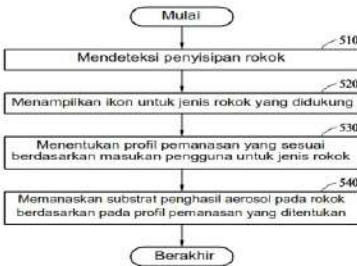 Mulai
510
Mendeteksi penyisipan rokok
520
Menampilkan ikon untuk jenis rokok yang didukung
530
Menentukan profil pemanasan yang sesuai
berdasarkan masukan pengguna untuk jenis rokok
540
Memanaskan substrat penghasil aerosol pada rokok
berdasarkan pada profil pemanasan yang ditentukan
Berakhir